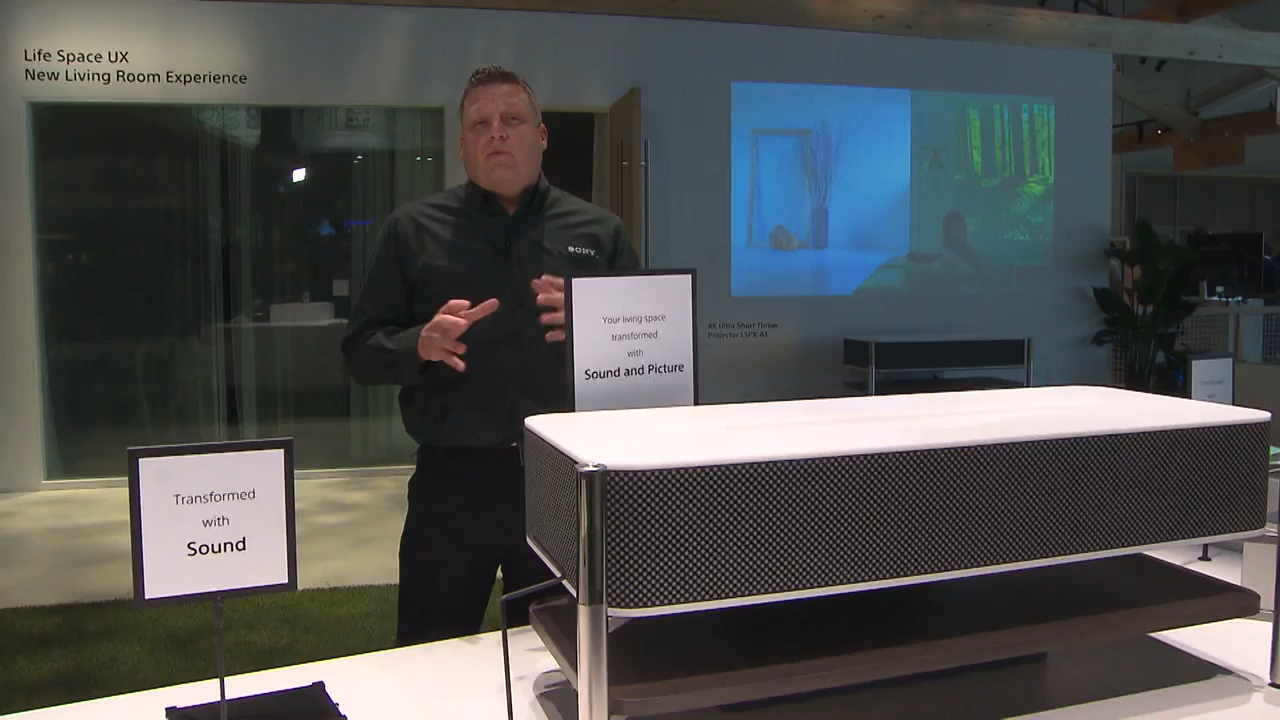 Life Space UX
New Living Room Experience
SONY
Your living space
transformed
with
Sound and Picture
4K Ultra Short Throw
Projector LSPX-A1
Transformed
with
Sound